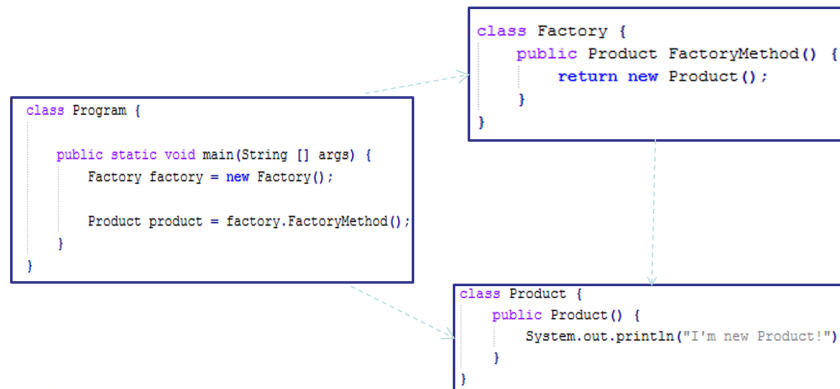 class Factory {
public Product FactoryMethod() {
return new Product();
}
}
class Program {
public static void main(String [] args) {
Factory factory = new Factory();
Product product = factory.FactoryMethod();
}
}
class Product {
public Product() {
System.out.println("I'm new Product!")
}
}